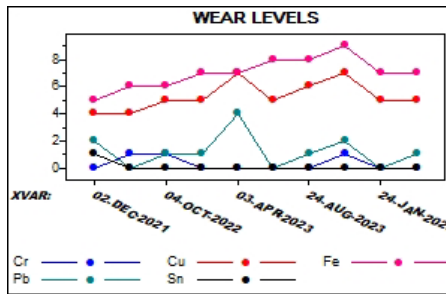 WEAR LEVELS
8
6
4
2
0
XVAR:
02-DEC-2021
04-OCT-2022
03-APR-2023
24-AUG-2023
24-JAN-202
Cr
Cu
Fe
Pb
Sn